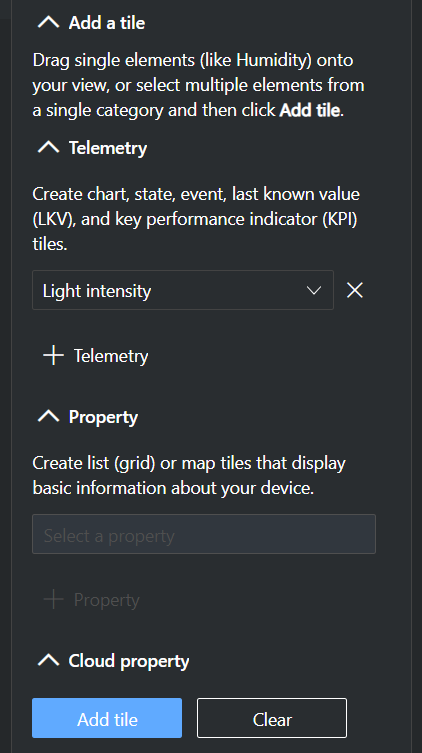 Add a tile
Drag single elements (like Humidity) onto
your view, or select multiple elements from
a single category and then click Add tile.
Telemetry
Create chart, state, event, last known value
(LKV), and key performance indicator (KPI)
tiles.
Light intensity
Telemetry
Property
Create list (grid) or map tiles that display
basic information about your device.
Select a property
Property
Cloud property
Add tile
Clear